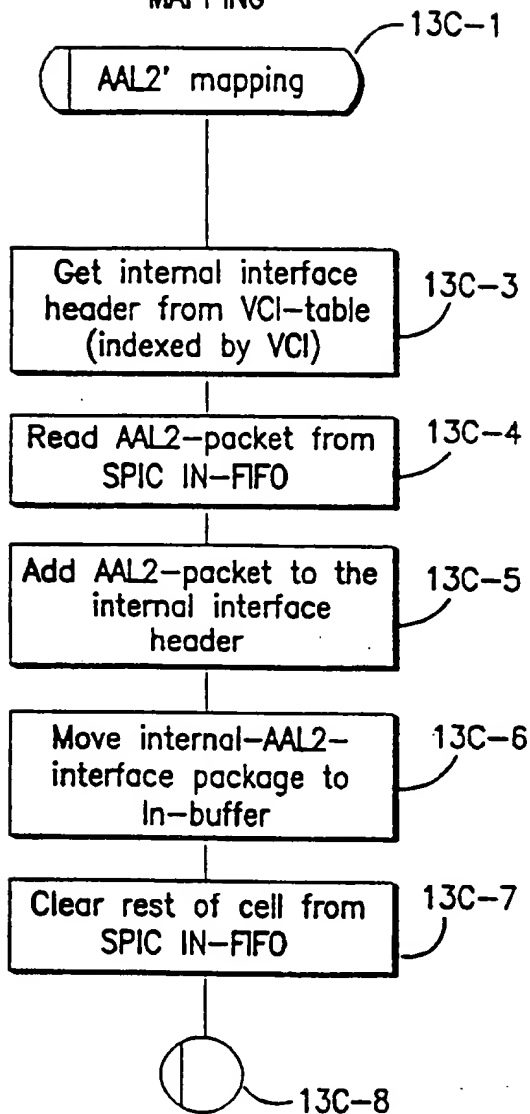 MAPPING
13C-1
AAL2' mapping
Get internal interface
header from VCI-table
(indexed by VCI)
13C-3
Read AAL2-packet from
SPIC IN-FIFO
13C-4
Add AAL2-packet to the
internal interface
header
13C-5
Move internal-AAL2-
interface package to
In-buffer
13C-6
Clear rest of cell from
SPIC IN-FIFO
13C-7
13C-8